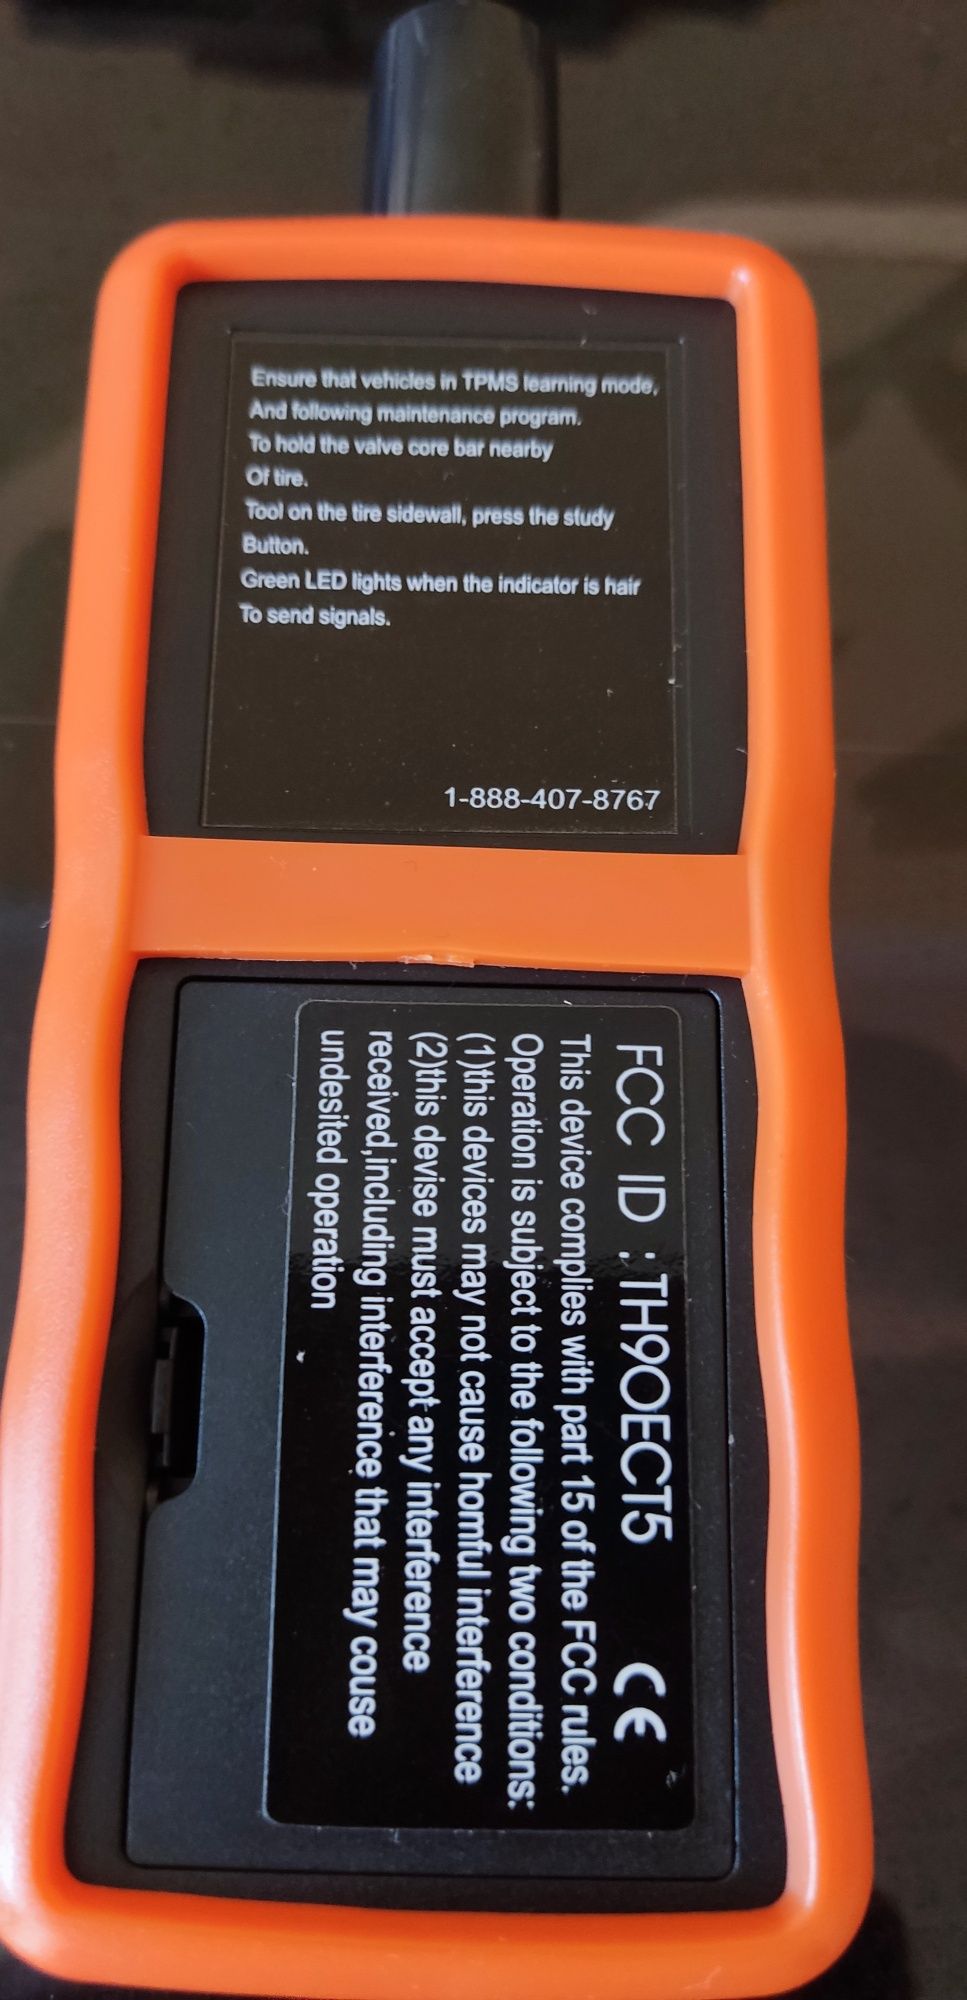 Ensure that vehicles in TPMS learning mode,
And following maintenance program.
To hold the valve core bar nearby
Of tire.
Tool on the tire sidewall, press the study
Button.
Green LED lights when the indicator is hair
To send signals.
1-888-407-8767
FCC ID : TH9OECT5
CE
This device complies with part 15 of the FCC rules.
Operation is subject to the following two conditions:
(1)this devices may not cause homful interference
(2)this devise must accept any interference
received,including interference that may couse
undesited operation